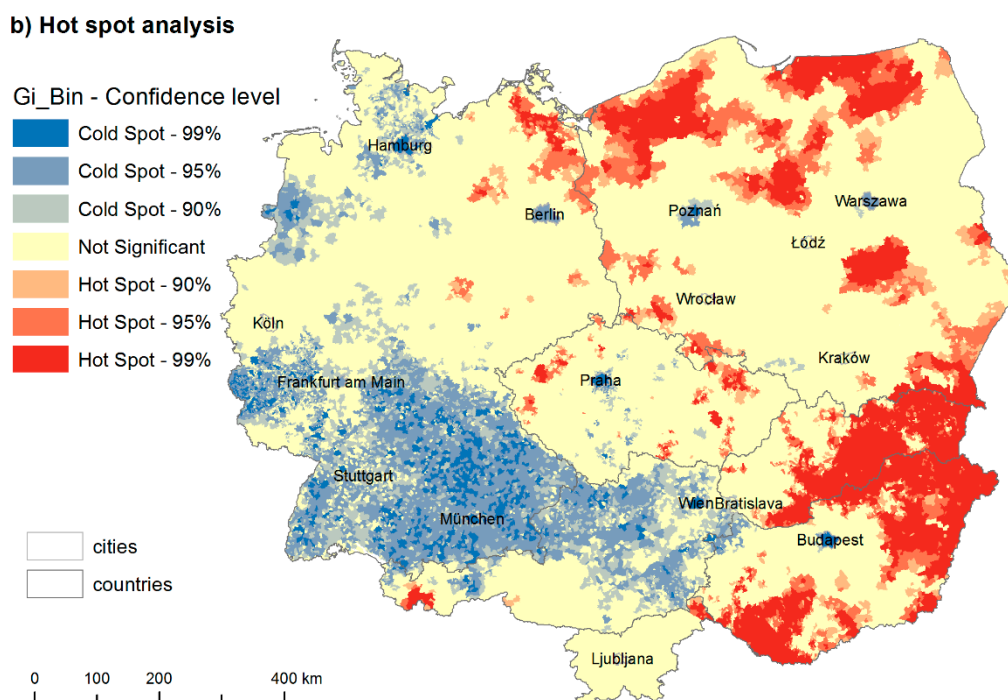 b) Hot spot analysis
Gi_Bin - Confidence level
Cold Spot - 99%
Cold Spot - 95%
Cold Spot - 90%
Not Significant
Hot Spot - 90%
Hot Spot - 95%
Hot Spot - 99%
Hamburg
Berlin
Poznań
Warszawa
Łódź
Köln
Wrocław
Frankfurt am Main
Praha
Kraków
Stuttgart
München
Wien
Bratislava
Budapest
Ljubljana
cities
countries
0 100 200 400 km